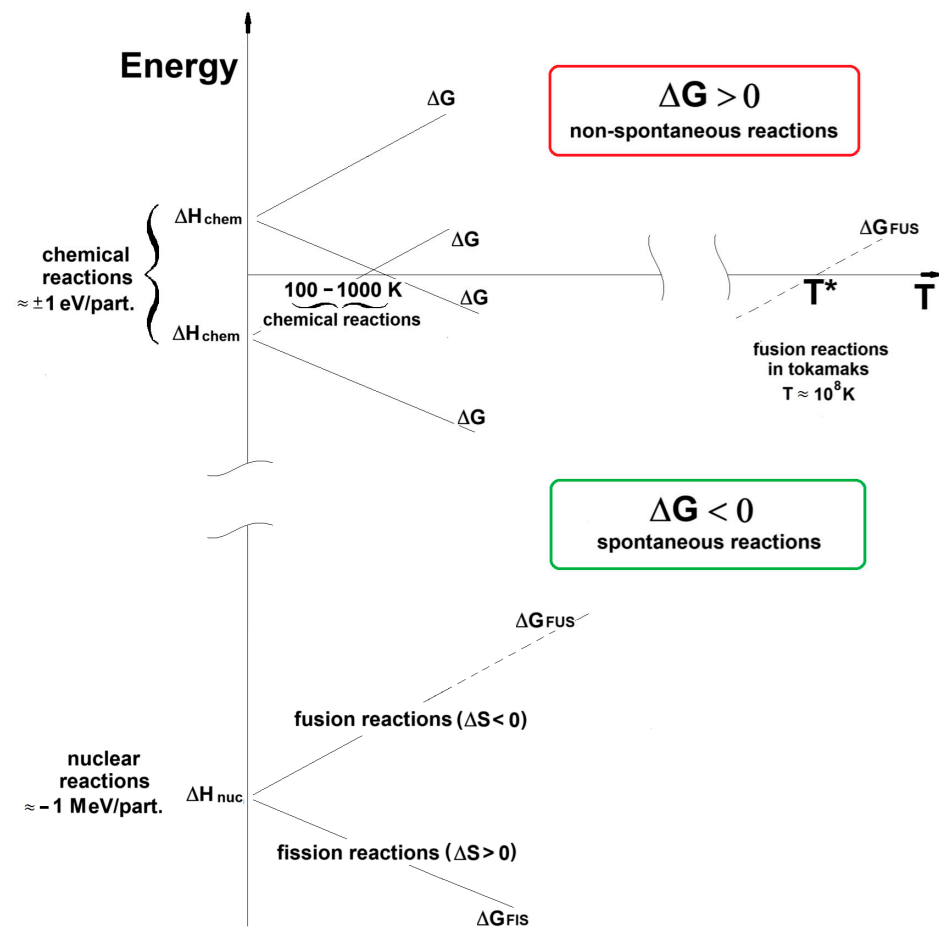 Energy
ΔG > 0
non-spontaneous reactions
ΔG
ΔH chem
ΔG
ΔG FUS
chemical
reactions
≈ ±1 eV/part.
100 – 1000 K
chemical reactions
ΔG
T*
T
ΔH chem
fusion reactions
in tokamaks
T ≈ 10⁸ K
ΔG
ΔG < 0
spontaneous reactions
ΔG FUS
fusion reactions (ΔS < 0)
nuclear
reactions
≈ – 1 MeV/part.
ΔH nuc
fission reactions (ΔS > 0)
ΔG FIS